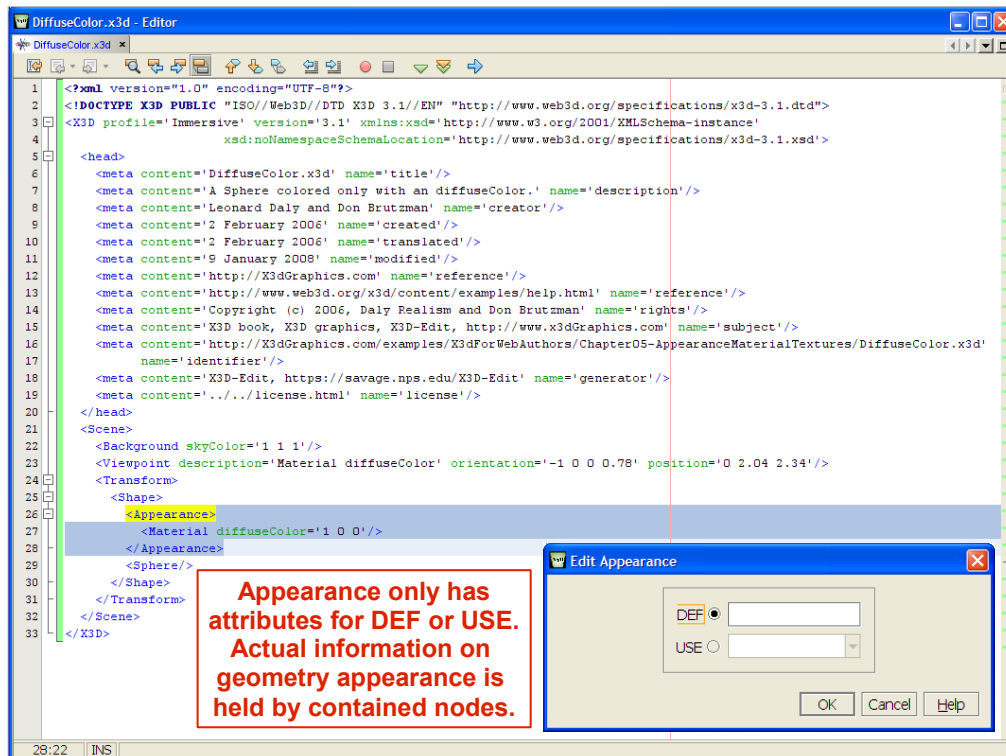 DiffuseColor.x3d - Editor
DiffuseColor.x3d
1 <?xml version="1.0" encoding="UTF-8"?>
2 <!DOCTYPE X3D PUBLIC "ISO//Web3D//DTD X3D 3.1//EN" "http://www.web3d.org/specifications/x3d-3.1.dtd">
3 <X3D profile='Immersive' version='3.1' xmlns:xsd='http://www.w3.org/2001/XMLSchema-instance'
4 xsd:noNamespaceSchemaLocation='http://www.web3d.org/specifications/x3d-3.1.xsd'>
5 <head>
6 <meta content='DiffuseColor.x3d' name='title'/>
7 <meta content='A Sphere colored only with an diffuseColor.' name='description'/>
8 <meta content='Leonard Daly and Don Brutzman' name='creator'/>
9 <meta content='2 February 2006' name='created'/>
10 <meta content='2 February 2006' name='translated'/>
11 <meta content='9 January 2008' name='modified'/>
12 <meta content='http://X3dGraphics.com' name='reference'/>
13 <meta content='http://www.web3d.org/x3d/content/examples/help.html' name='reference'/>
14 <meta content='Copyright (c) 2006, Daly Realism and Don Brutzman' name='rights'/>
15 <meta content='X3D book, X3D graphics, X3D-Edit, http://www.x3dGraphics.com' name='subject'/>
16 <meta content='http://X3dGraphics.com/examples/X3dForWebAuthors/Chapter05-AppearanceMaterialTextures/DiffuseColor.x3d'
17 name='identifier'/>
18 <meta content='X3D-Edit, https://savage.nps.edu/X3D-Edit' name='generator'/>
19 <meta content='../../license.html' name='license'/>
20 </head>
21 <Scene>
22 <Background skyColor='1 1 1'/>
23 <Viewpoint description='Material diffuseColor' orientation='-1 0 0 0.78' position='0 2.04 2.34'/>
24 <Transform>
25 <Shape>
26 <Appearance>
27 <Material diffuseColor='1 0 0'/>
28 </Appearance>
29 <Sphere/>
30 </Shape>
31 </Transform>
32 </Scene>
33 </X3D>
Appearance only has
attributes for DEF or USE.
Actual information on
geometry appearance is
held by contained nodes.
Edit Appearance
DEF
USE
OK Cancel Help
28:22 INS